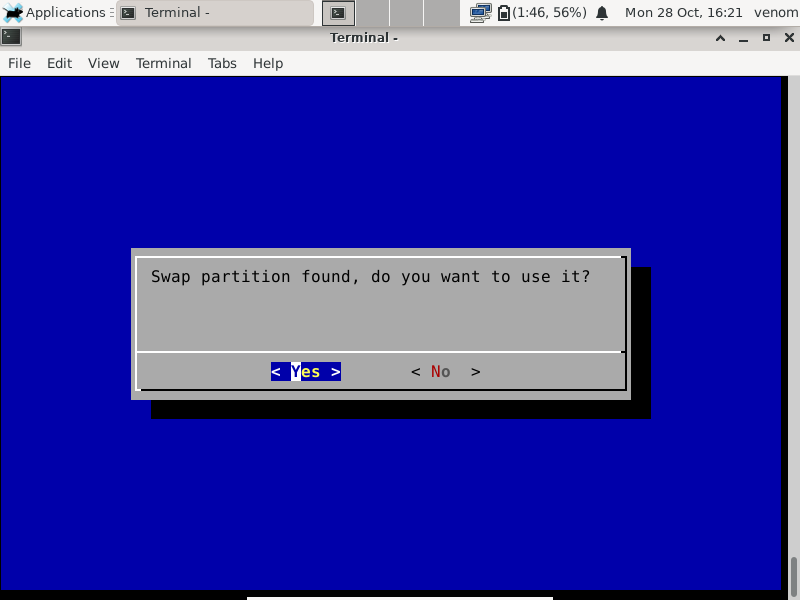 Applications Terminal - (1:46, 56%) Mon 28 Oct, 16:21 venom
Terminal -
File Edit View Terminal Tabs Help
Swap partition found, do you want to use it?
< Yes > < No >